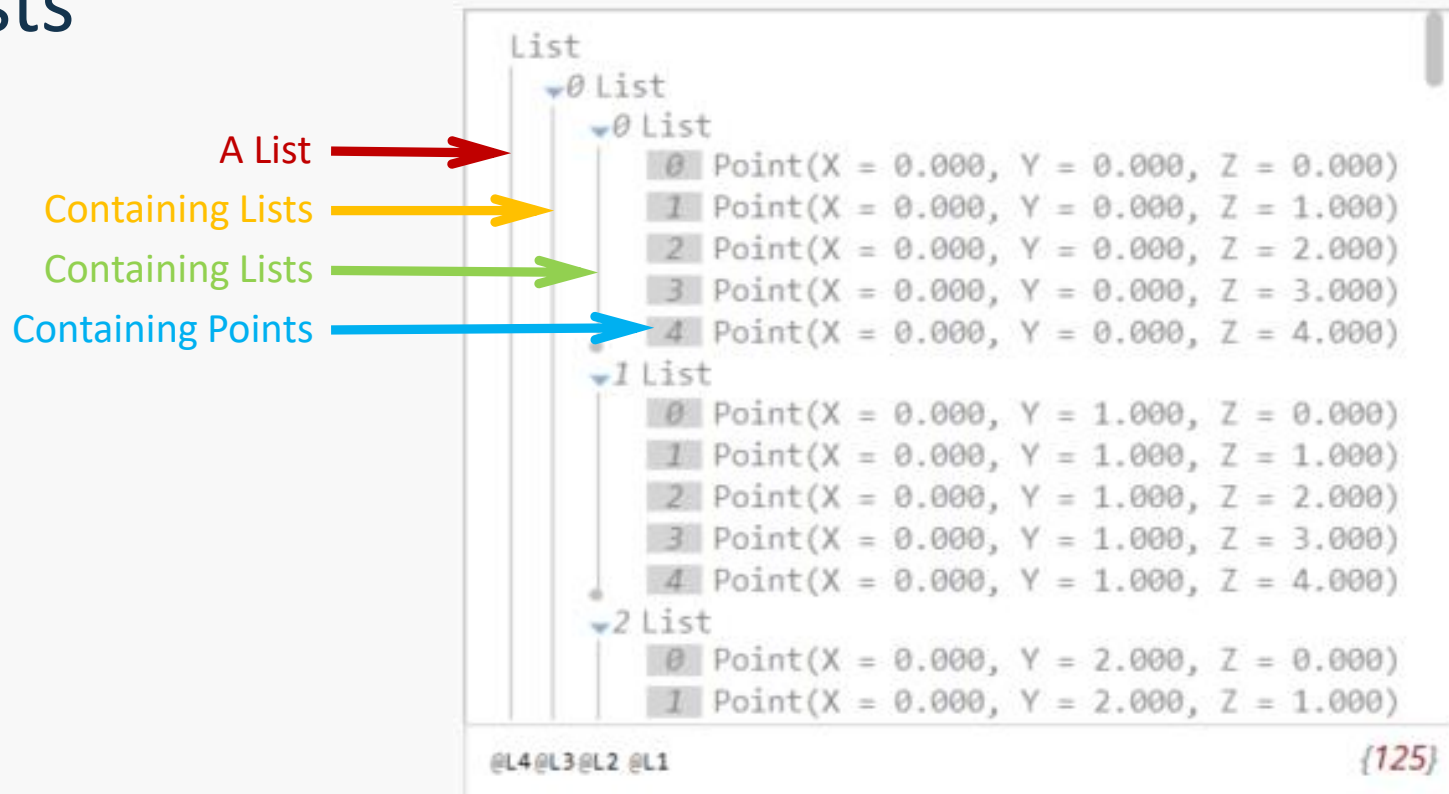 sts
List
0 List
0 List
A List
0 Point(X = 0.000, Y = 0.000, Z = 0.000)
Containing Lists
1 Point(X = 0.000, Y = 0.000, Z = 1.000)
2 Point(X = 0.000, Y = 0.000, Z = 2.000)
Containing Lists
3 Point(X = 0.000, Y = 0.000, Z = 3.000)
Containing Points
4 Point(X = 0.000, Y = 0.000, Z = 4.000)
1 List
0 Point(X = 0.000, Y = 1.000, Z = 0.000)
1 Point(X = 0.000, Y = 1.000, Z = 1.000)
2 Point(X = 0.000, Y = 1.000, Z = 2.000)
3 Point(X = 0.000, Y = 1.000, Z = 3.000)
4 Point(X = 0.000, Y = 1.000, Z = 4.000)
2 List
0 Point(X = 0.000, Y = 2.000, Z = 0.000)
1 Point(X = 0.000, Y = 2.000, Z = 1.000)
@L4 @L3 @L2 @L1 {125}